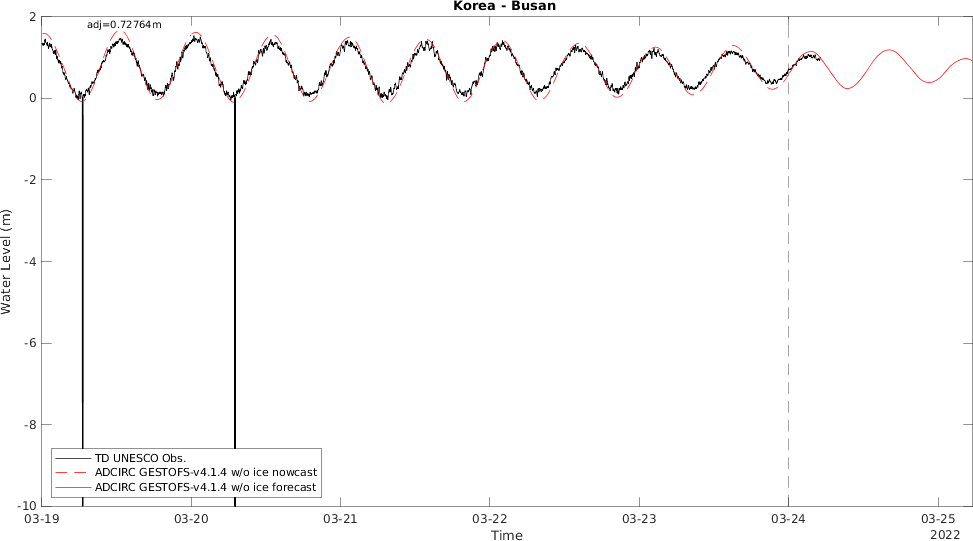 Korea - Busan
adj=0.72764m
2
0
-2
-4
-6
-8
-10
Water Level (m)
TD UNESCO Obs.
ADCIRC GESTOFS-v4.1.4 w/o ice nowcast
ADCIRC GESTOFS-v4.1.4 w/o ice forecast
03-19 03-20 03-21 03-22 03-23 03-24 03-25
Time
2022